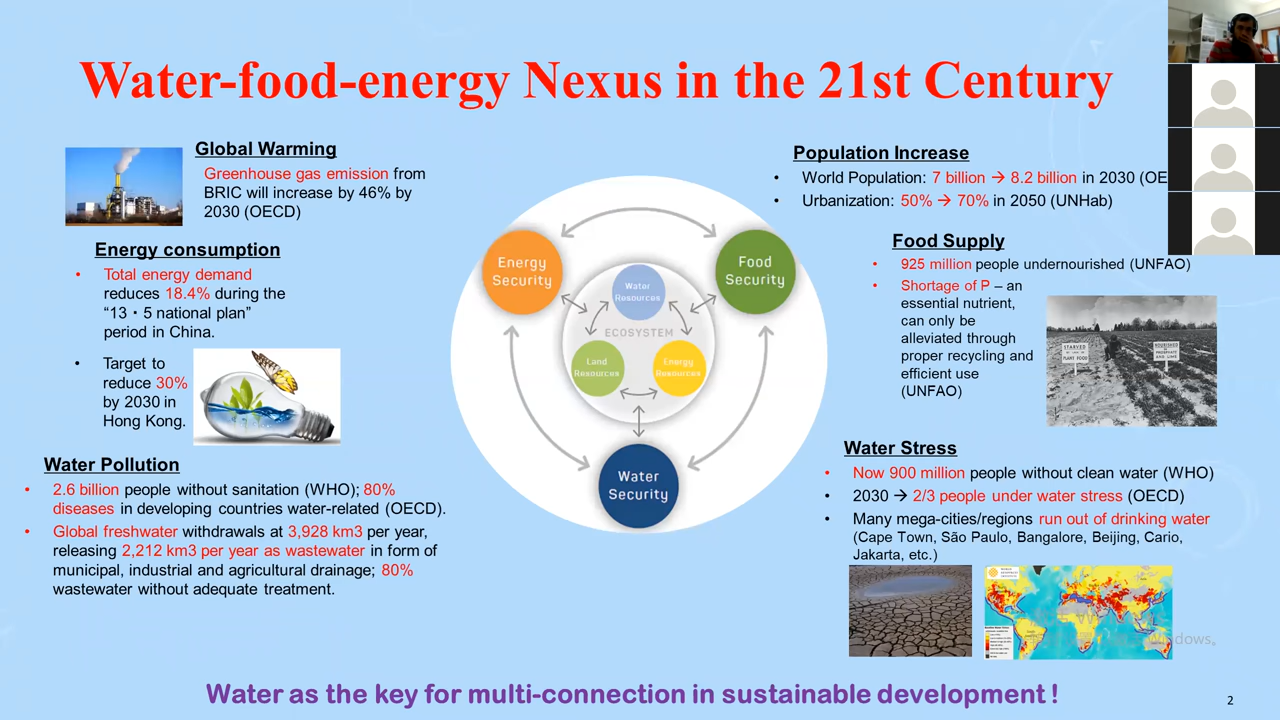 Water-food-energy Nexus in the 21st Century
Global Warming
Greenhouse gas emission from
BRIC will increase by 46% by
2030 (OECD)
Energy consumption
• Total energy demand
reduces 18.4% during the
“13・5 national plan”
period in China.
• Target to
reduce 30%
by 2030 in
Hong Kong.
Water Pollution
• 2.6 billion people without sanitation (WHO); 80%
diseases in developing countries water-related (OECD).
• Global freshwater withdrawals at 3,928 km3 per year,
releasing 2,212 km3 per year as wastewater in form of
municipal, industrial and agricultural drainage; 80%
wastewater without adequate treatment.
Energy
Security
Food
Security
Water
Resources
ECOSYSTEM
Land
Resources
Energy
Resources
Water
Security
Population Increase
• World Population: 7 billion → 8.2 billion in 2030 (OE
• Urbanization: 50% → 70% in 2050 (UNHab)
Food Supply
• 925 million people undernourished (UNFAO)
• Shortage of P – an
essential nutrient,
can only be
alleviated through
proper recycling and
efficient use
(UNFAO)
STARVED
PLANT FOOD
NOURISHED
PHOSPHATE
AND LIME
Water Stress
• Now 900 million people without clean water (WHO)
• 2030 → 2/3 people under water stress (OECD)
• Many mega-cities/regions run out of drinking water
(Cape Town, São Paulo, Bangalore, Beijing, Cario,
Jakarta, etc.)
Water as the key for multi-connection in sustainable development !
2